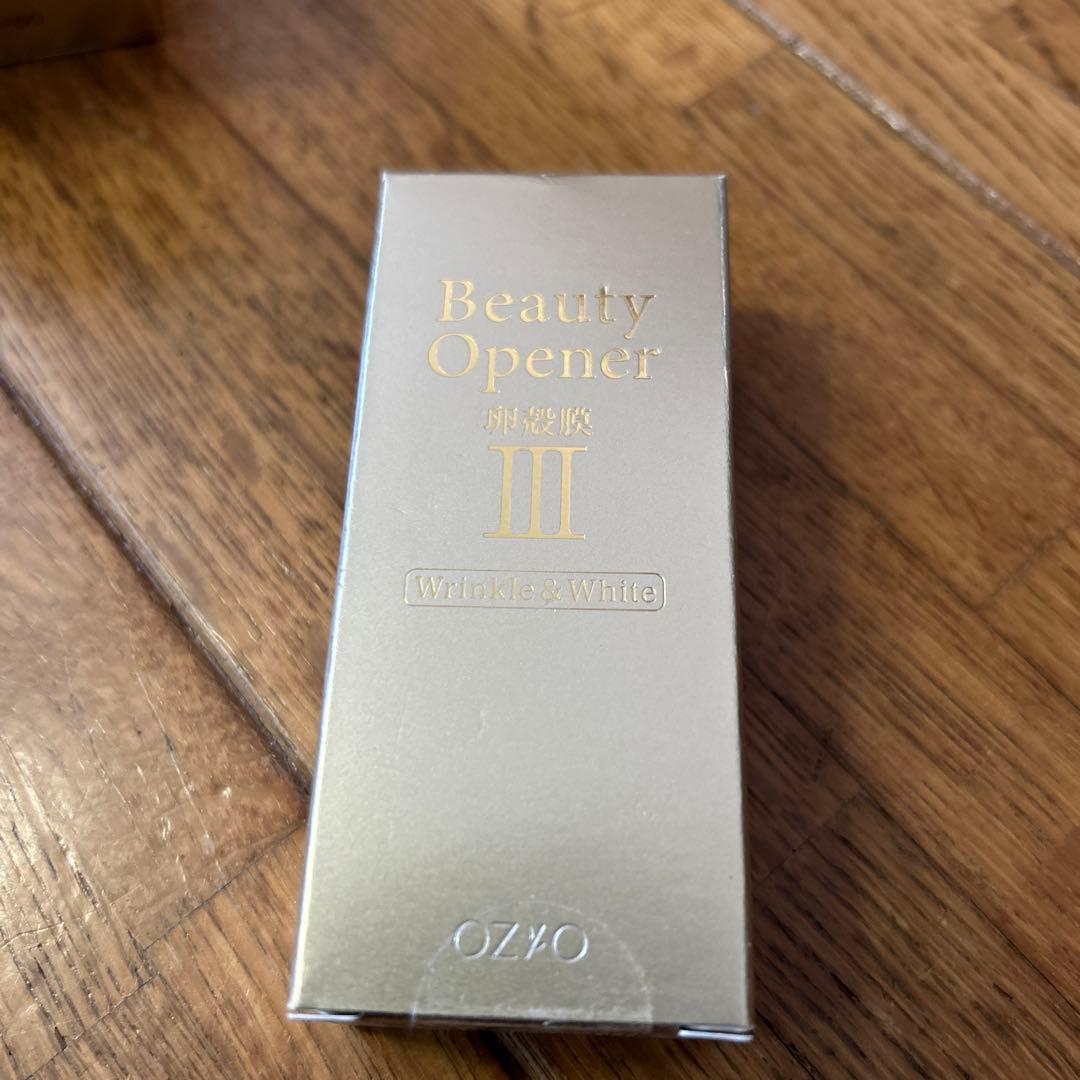 Beauty
Opener
卵殻膜
III
Wrinkle & White
OZIO